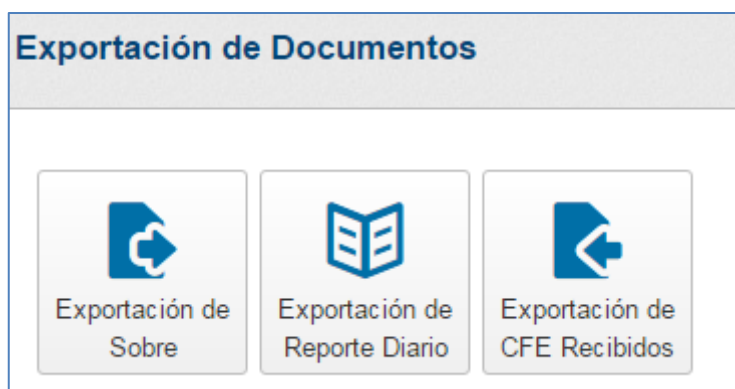 Exportación de Documentos
Exportación de
Sobre
Exportación de
Reporte Diario
Exportación de
CFE Recibidos